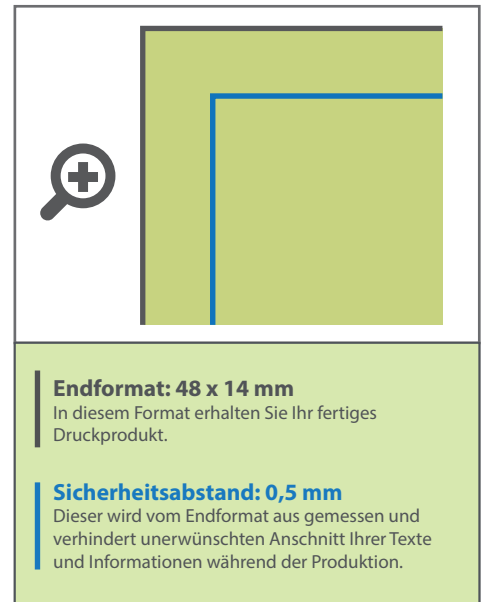 Endformat: 48 x 14 mm
In diesem Format erhalten Sie Ihr fertiges
Druckprodukt.
Sicherheitsabstand: 0,5 mm
Dieser wird vom Endformat aus gemessen und
verhindert unerwünschten Anschnitt Ihrer Texte
und Informationen während der Produktion.